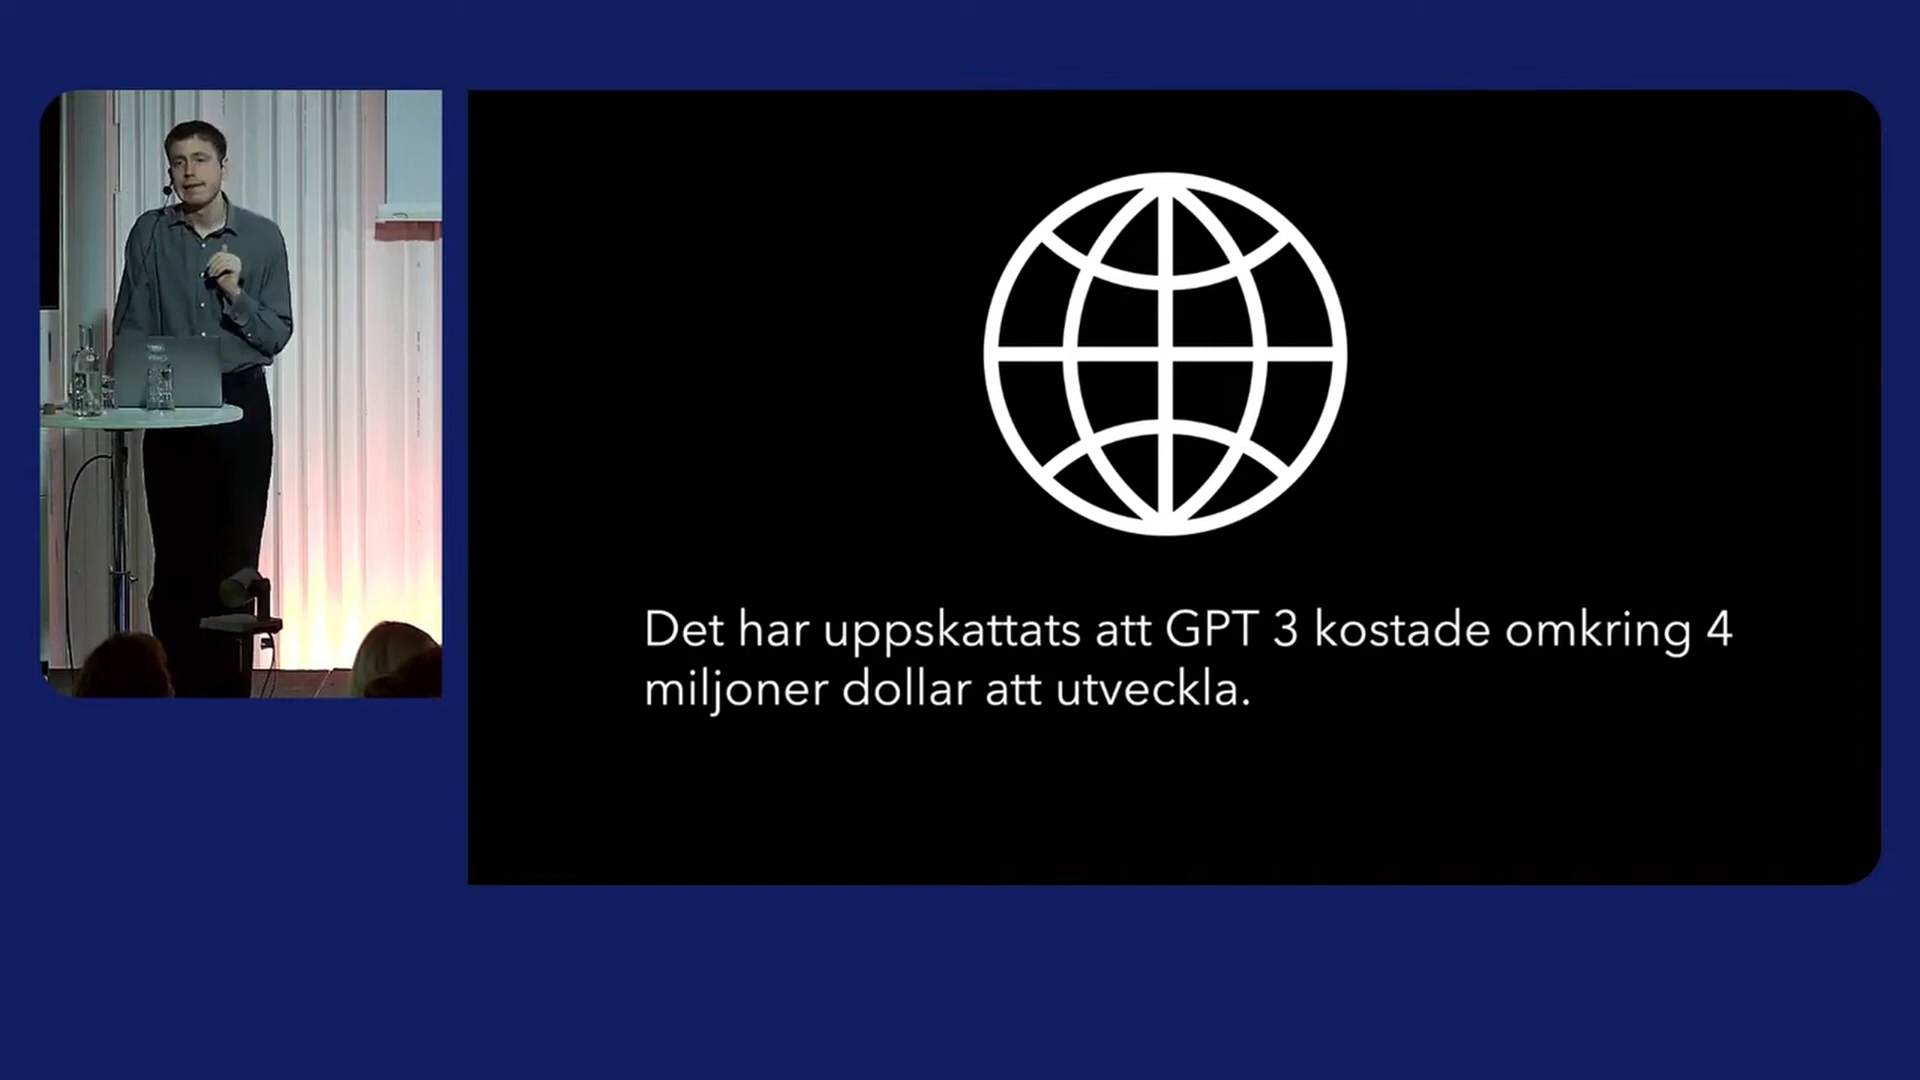 Det har uppskattats att GPT 3 kostade omkring 4
miljoner dollar att utveckla.